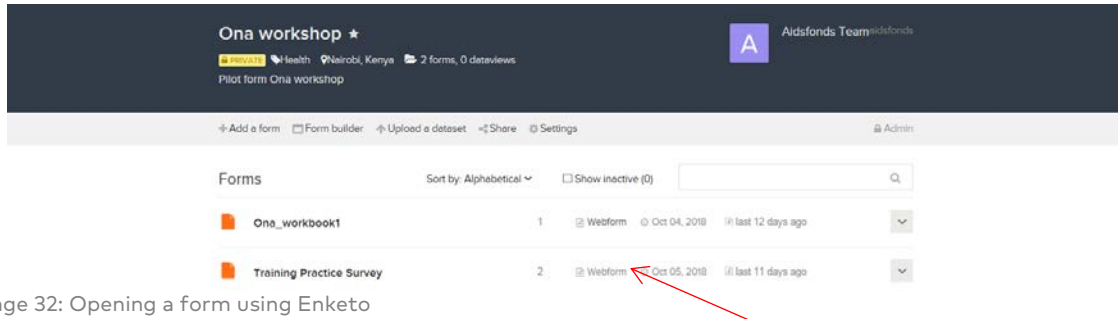 Ona workshop ★
Aidsfonds Team aidsfonds
A
PRIVATE Health Nairobi, Kenya 2 forms, 0 dataviews
Pilot form Ona workshop
+Add a form Form builder Upload a dataset Share Settings Admin
Forms Sort by: Alphabetical Show inactive (0)
Ona_workbook1 1 Webform Oct 04, 2018 last 12 days ago
Training Practice Survey 2 Webform Oct 05, 2018 last 11 days ago
ge 32: Opening a form using Enketo